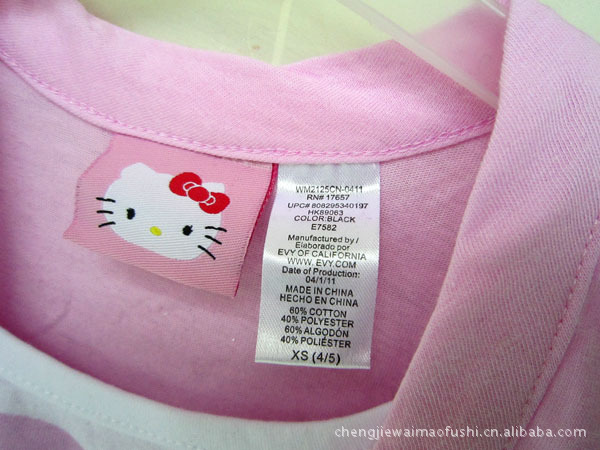 WM2125CN-0411
RN# 17657
UPC# 808295340197
HK89063
COLOR:BLACK
E7582
Manufactured by /
Elaborado por
EVY OF CALIFORNIA
WWW. EVY.COM
Date of Production:
04/1/11
MADE IN CHINA
HECHO EN CHINA
60% COTTON
40% POLYESTER
60% ALGODÓN
40% POLIÉSTER
XS (4/5)
chengjiewaimaofushi.cn.alibaba.com